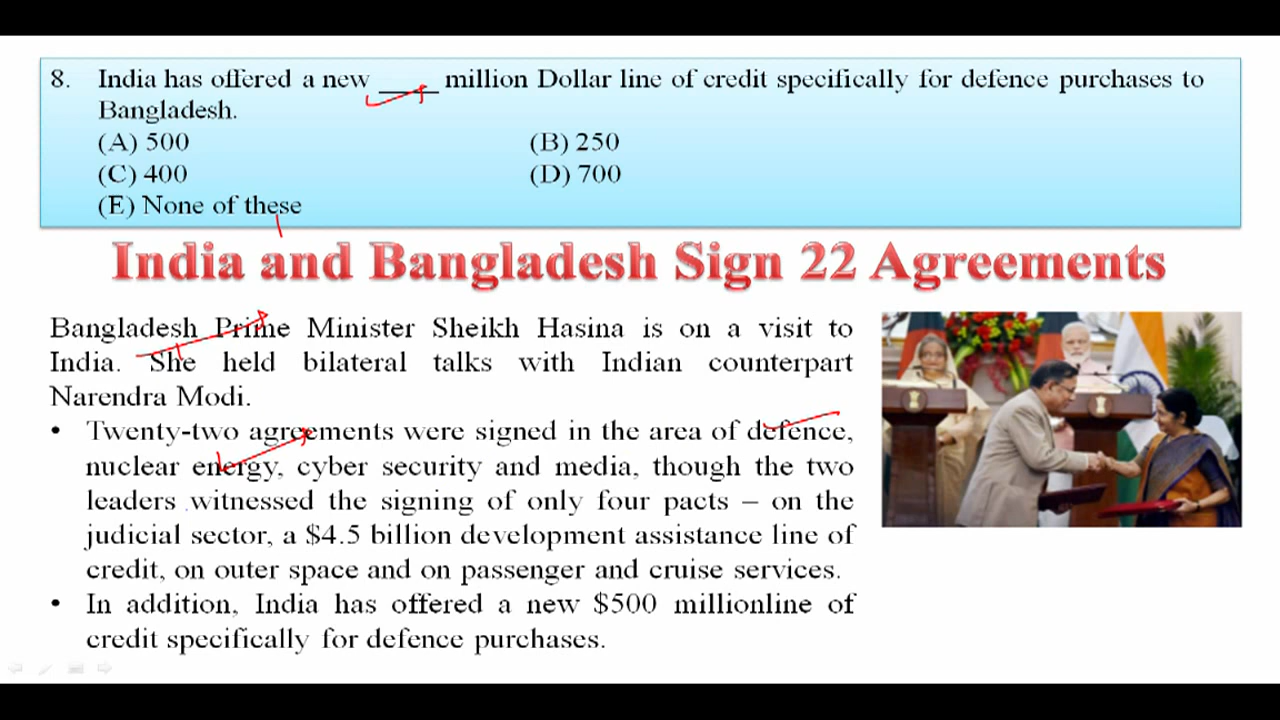 8. India has offered a new ____ million Dollar line of credit specifically for defence purchases to
Bangladesh.
(A) 500 (B) 250
(C) 400 (D) 700
(E) None of these
India and Bangladesh Sign 22 Agreements
Bangladesh Prime Minister Sheikh Hasina is on a visit to
India. She held bilateral talks with Indian counterpart
Narendra Modi.
• Twenty-two agreements were signed in the area of defence,
nuclear energy, cyber security and media, though the two
leaders witnessed the signing of only four pacts – on the
judicial sector, a $4.5 billion development assistance line of
credit, on outer space and on passenger and cruise services.
• In addition, India has offered a new $500 millionline of
credit specifically for defence purchases.